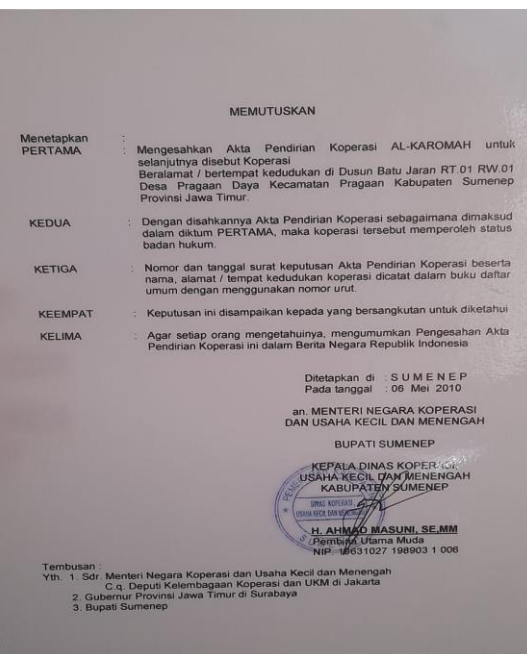 MEMUTUSKAN
Menetapkan :
PERTAMA : Mengesahkan Akta Pendirian Koperasi AL-KAROMAH untuk
selanjutnya disebut Koperasi
Beralamat / bertempat kedudukan di Dusun Batu Jaran RT.01 RW.01
Desa Pragaan Daya Kecamatan Pragaan Kabupaten Sumenep
Provinsi Jawa Timur.
KEDUA : Dengan disahkannya Akta Pendirian Koperasi sebagaimana dimaksud
dalam diktum PERTAMA, maka koperasi tersebut memperoleh status
badan hukum.
KETIGA : Nomor dan tanggal surat keputusan Akta Pendirian Koperasi beserta
nama, alamat / tempat kedudukan koperasi dicatat dalam buku daftar
umum dengan menggunakan nomor urut.
KEEMPAT : Keputusan ini disampaikan kepada yang bersangkutan untuk diketahui
KELIMA : Agar setiap orang mengetahuinya, mengumumkan Pengesahan Akta
Pendirian Koperasi ini dalam Berita Negara Republik Indonesia
Ditetapkan di : S U M E N E P
Pada tanggal : 06 Mei 2010
an. MENTERI NEGARA KOPERASI
DAN USAHA KECIL DAN MENENGAH
BUPATI SUMENEP
KEPALA DINAS KOPERASI,
USAHA KECIL DAN MENENGAH
KABUPATEN SUMENEP
DINAS KOPERASI,
USAHA KECIL DAN MENENGAH
H. AHMAD MASUNI, SE,MM
Pembina Utama Muda
NIP. 19631027 198903 1 006
Tembusan :
Yth. 1. Sdr. Menteri Negara Koperasi dan Usaha Kecil dan Menengah
C.q. Deputi Kelembagaan Koperasi dan UKM di Jakarta
2. Gubernur Provinsi Jawa Timur di Surabaya
3. Bupati Sumenep